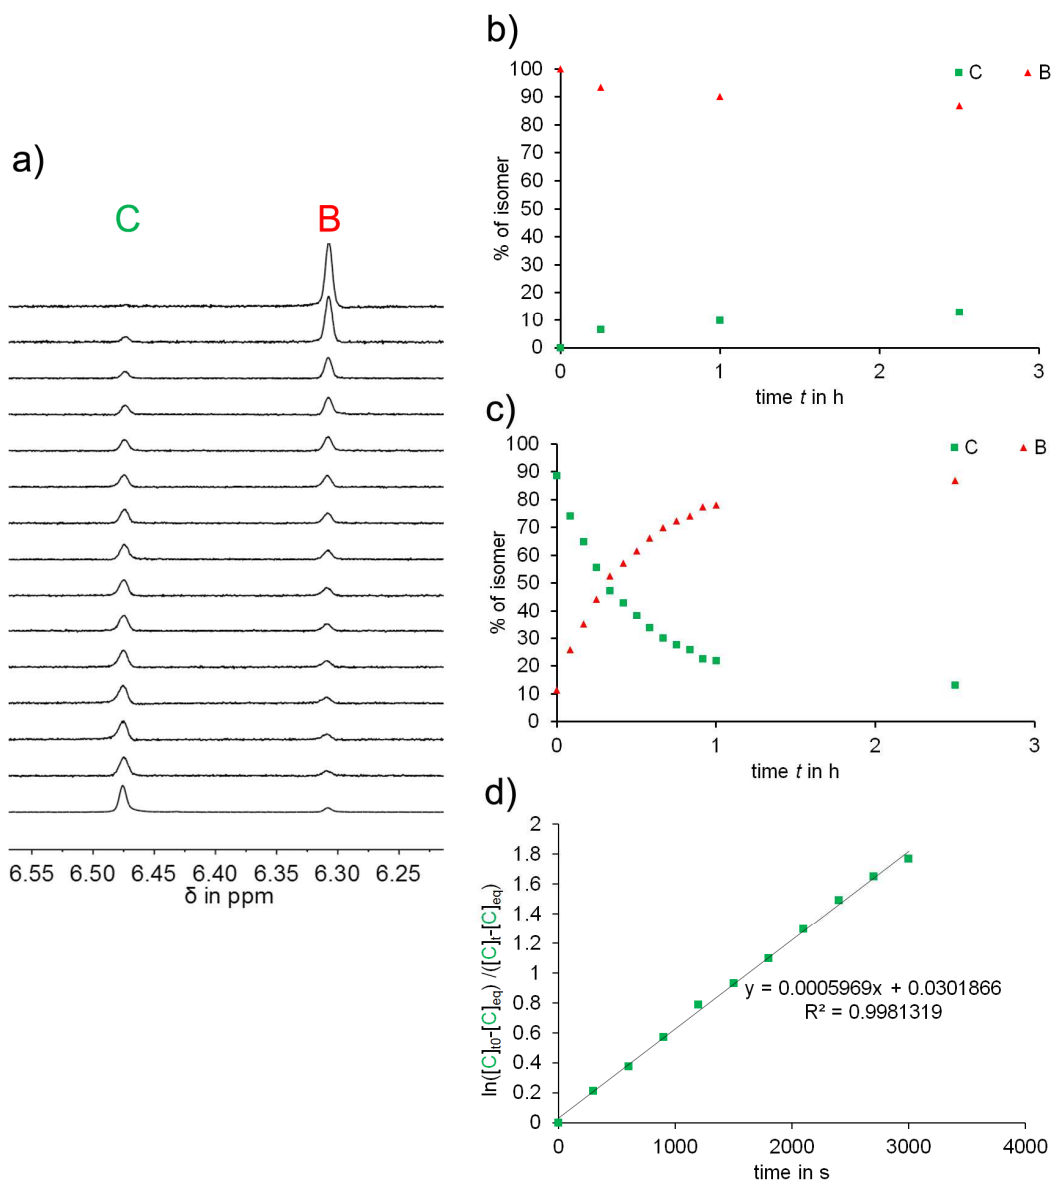 a)
C B
6.55 6.50 6.45 6.40 6.35 6.30 6.25
δ in ppm
b)
C B
100
90
80
70
60
50
40
30
20
10
0
% of isomer
0 1 2 3
time t in h
c)
C B
100
90
80
70
60
50
40
30
20
10
0
% of isomer
0 1 2 3
time t in h
d)
2
1.8
1.6
1.4
1.2
1
0.8
0.6
0.4
0.2
0
ln([C]t0-[C]eq) /([C]t-[C]eq)
y = 0.0005969x + 0.0301866
R² = 0.9981319
0 1000 2000 3000 4000
time in s